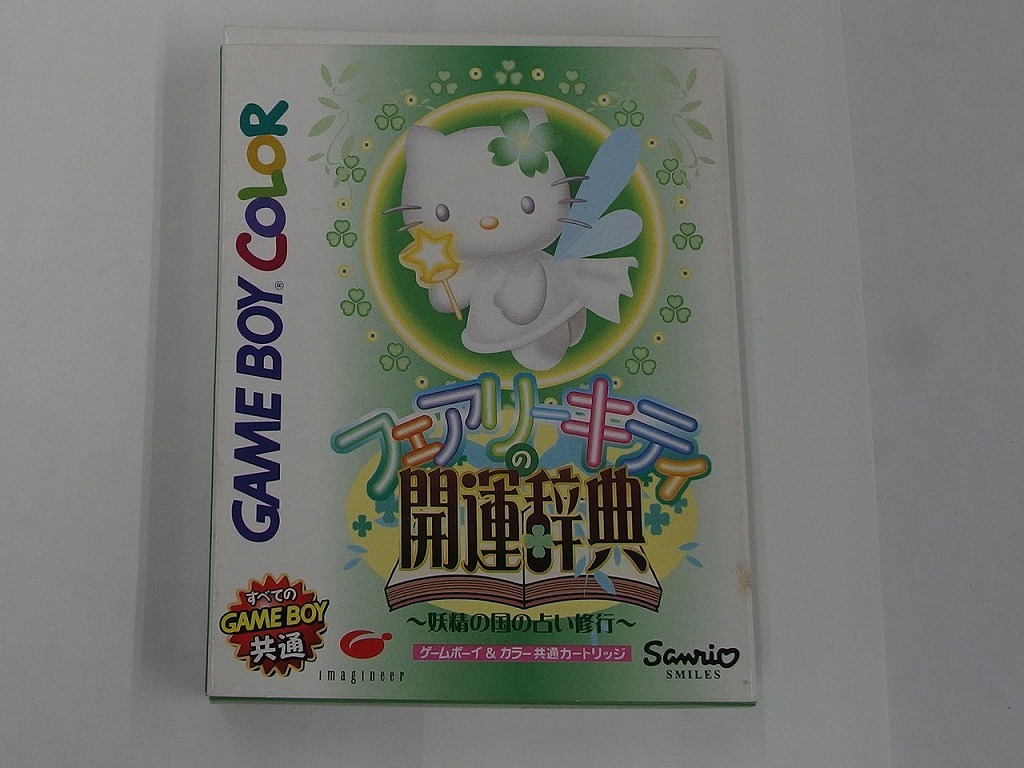 GAME BOY® COLOR
フェアリーキティ
の
開運辞典
～妖精の国の占い修行～
ゲームボーイ&カラー共通カートリッジ
すべての
GAME BOY
共通
imagineer
Sanrio
SMILES